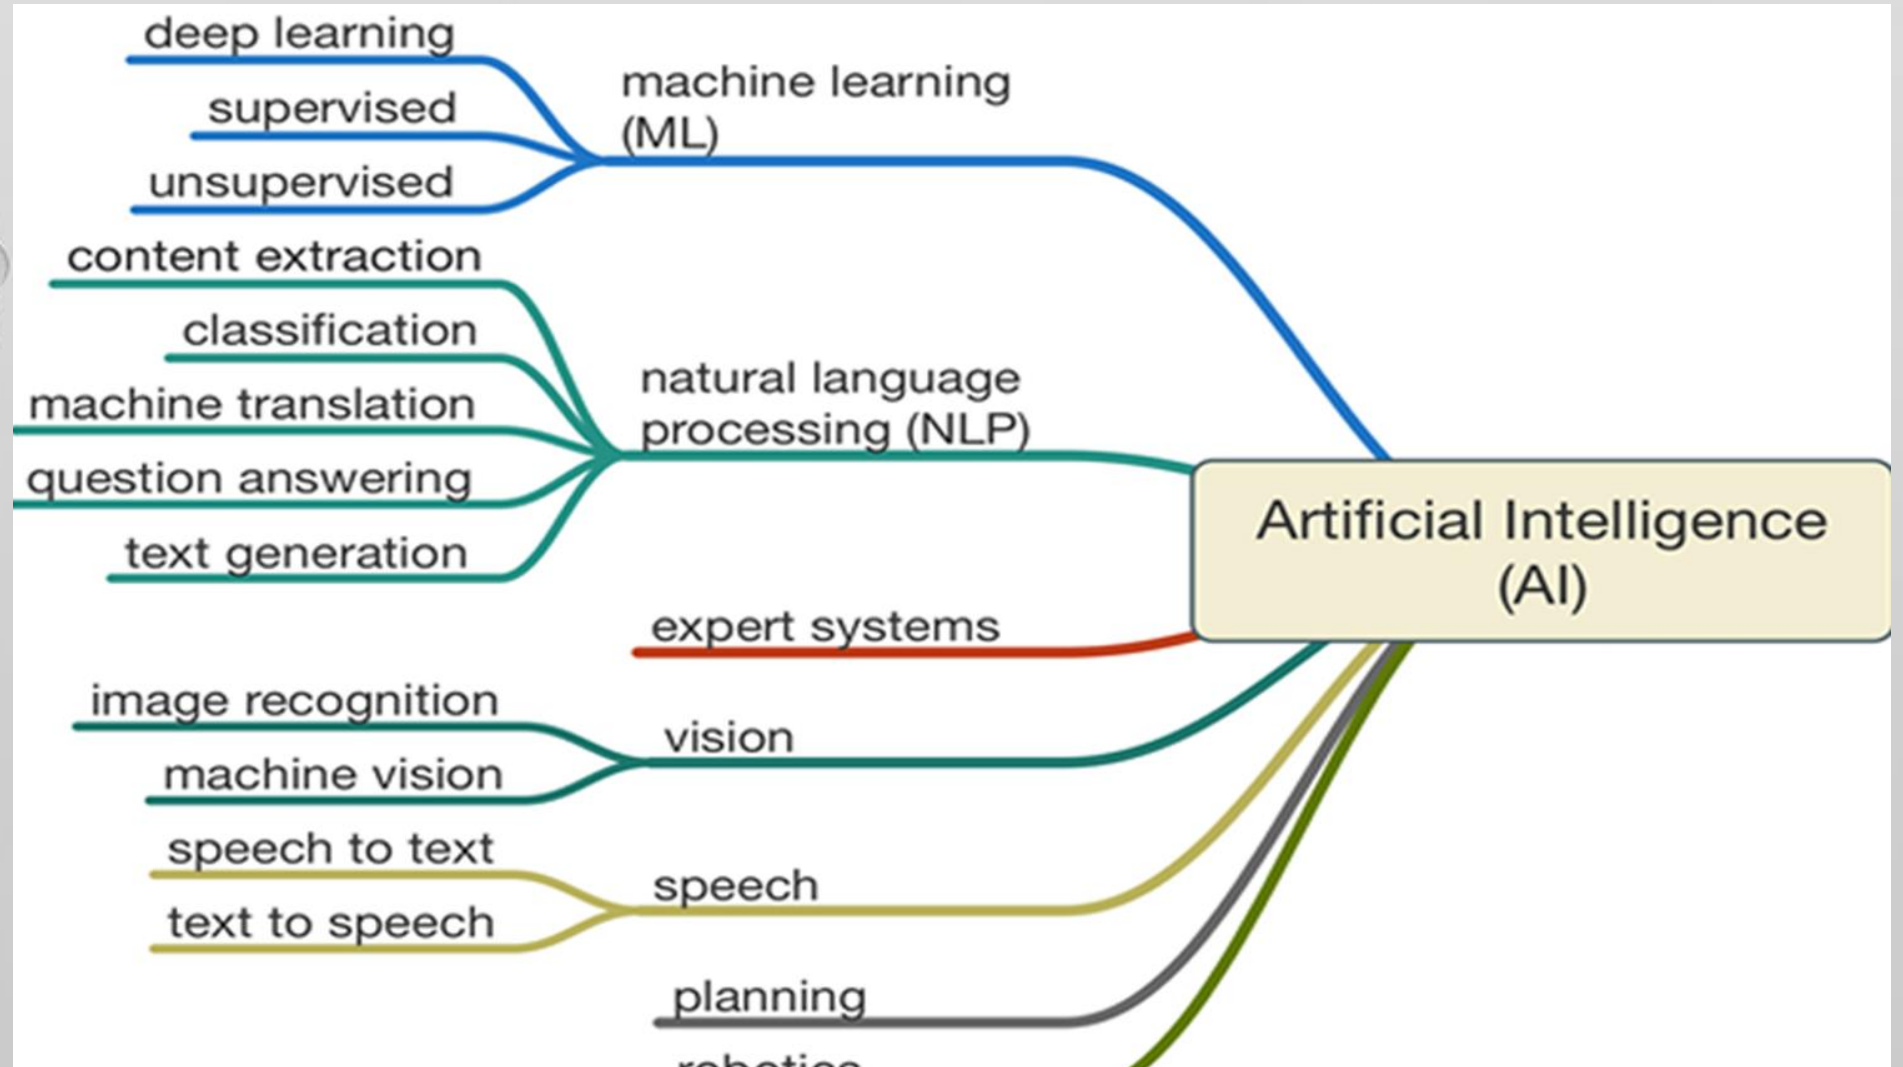 deep learning
supervised
unsupervised
machine learning
(ML)
content extraction
classification
machine translation
question answering
text generation
natural language
processing (NLP)
expert systems
image recognition
machine vision
vision
speech to text
text to speech
speech
planning
robotics
Artificial Intelligence
(AI)